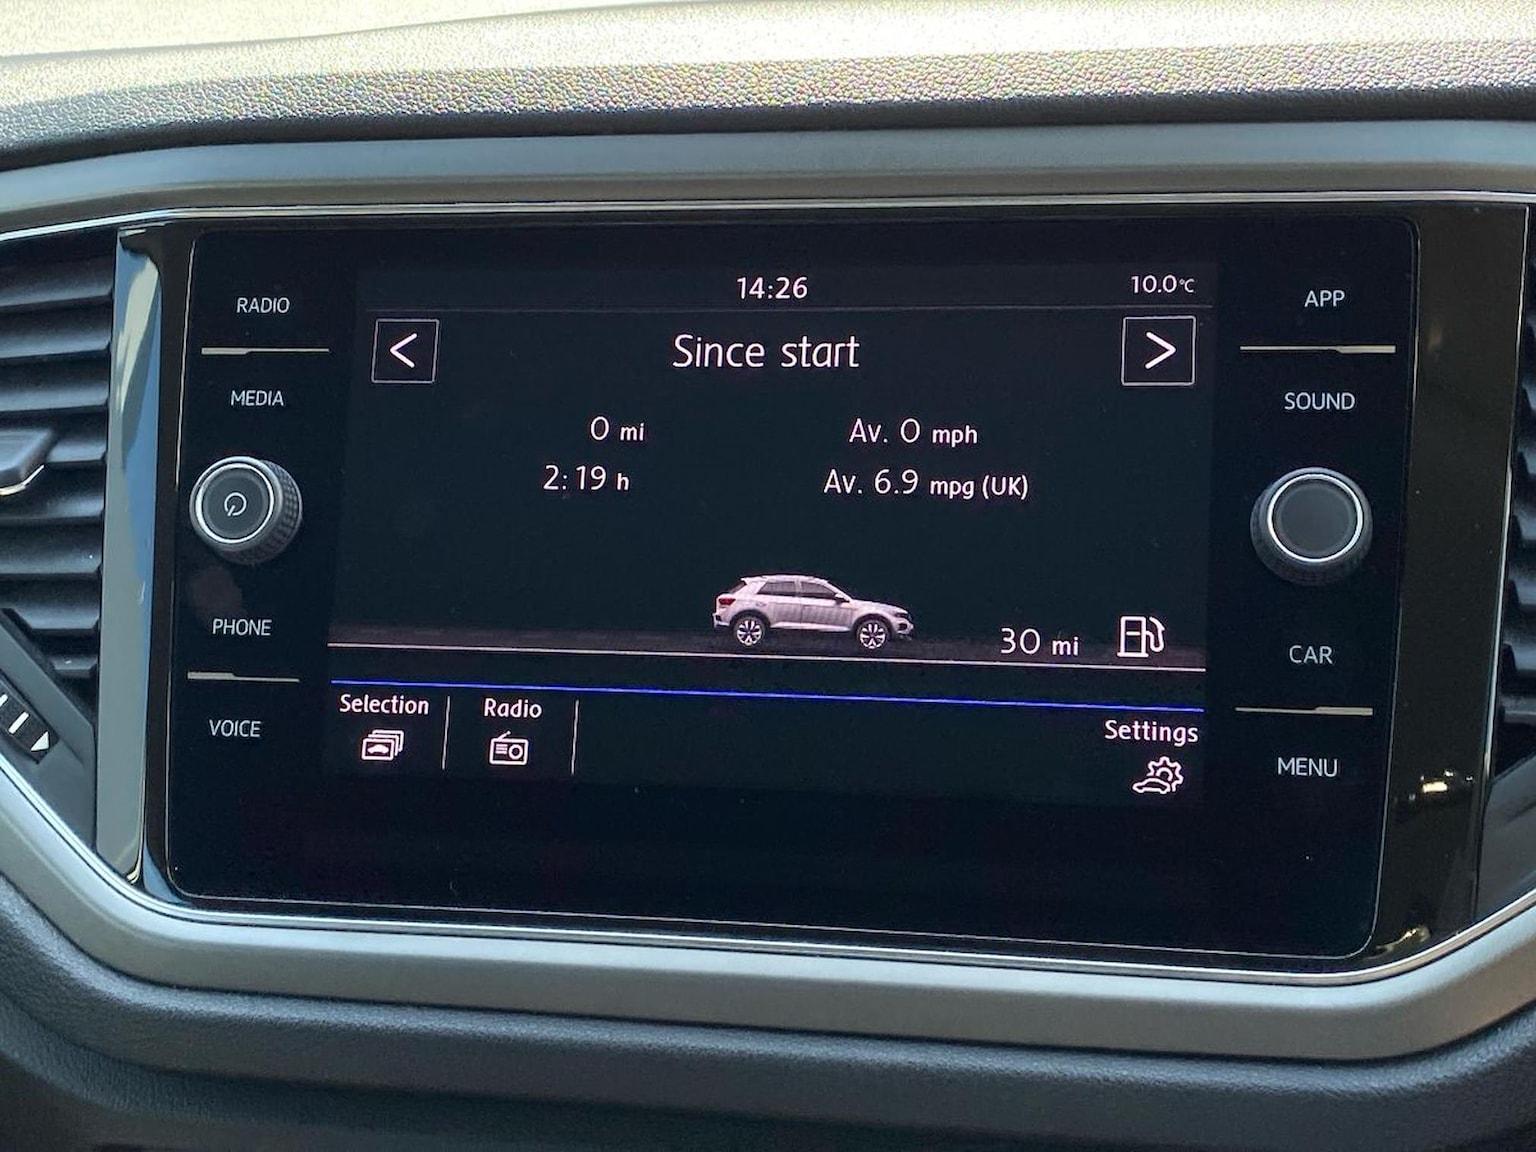 14:26
10.0°C
Since start
0 mi
Av. 0 mph
2:19 h
Av. 6.9 mpg (UK)
30 mi
Selection
Radio
Settings
RADIO
MEDIA
PHONE
VOICE
APP
SOUND
CAR
MENU